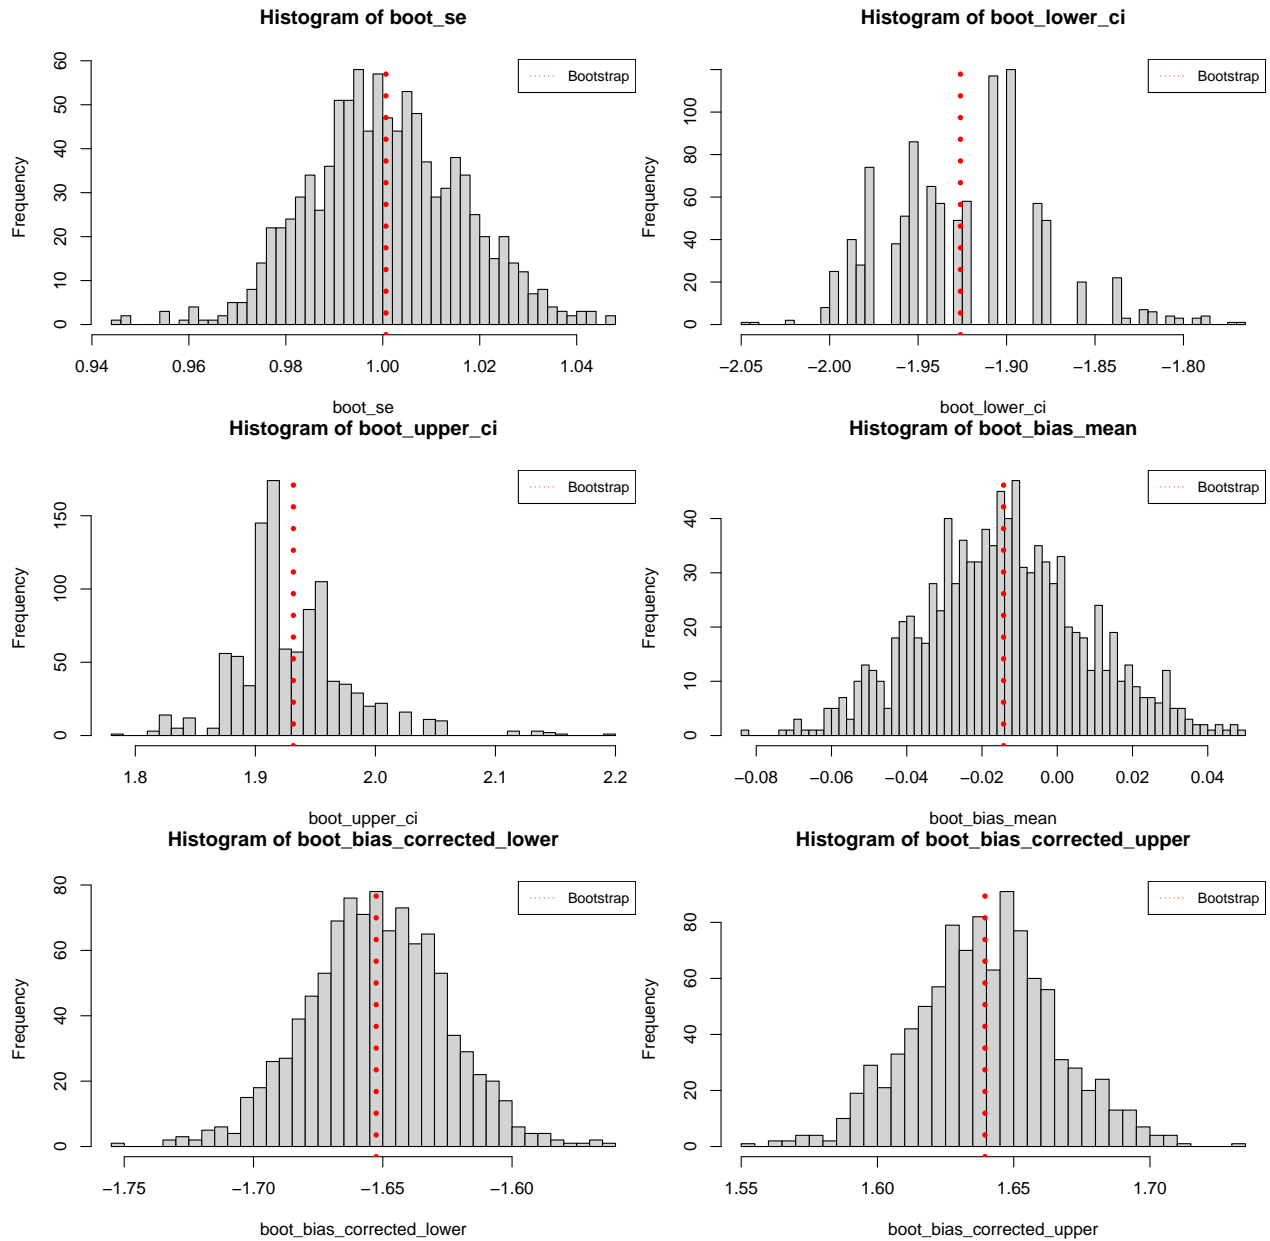 Histogram of boot_se
Bootstrap
Frequency
0 10 20 30 40 50 60
0.94 0.96 0.98 1.00 1.02 1.04
boot_se
Histogram of boot_lower_ci
Bootstrap
Frequency
0 20 40 60 80 100
−2.05 −2.00 −1.95 −1.90 −1.85 −1.80
boot_lower_ci
Histogram of boot_upper_ci
Bootstrap
Frequency
0 50 100 150
1.8 1.9 2.0 2.1 2.2
boot_upper_ci
Histogram of boot_bias_mean
Bootstrap
Frequency
0 10 20 30 40
−0.08 −0.06 −0.04 −0.02 0.00 0.02 0.04
boot_bias_mean
Histogram of boot_bias_corrected_lower
Bootstrap
Frequency
0 20 40 60 80
−1.75 −1.70 −1.65 −1.60
boot_bias_corrected_lower
Histogram of boot_bias_corrected_upper
Bootstrap
Frequency
0 20 40 60 80
1.55 1.60 1.65 1.70
boot_bias_corrected_upper